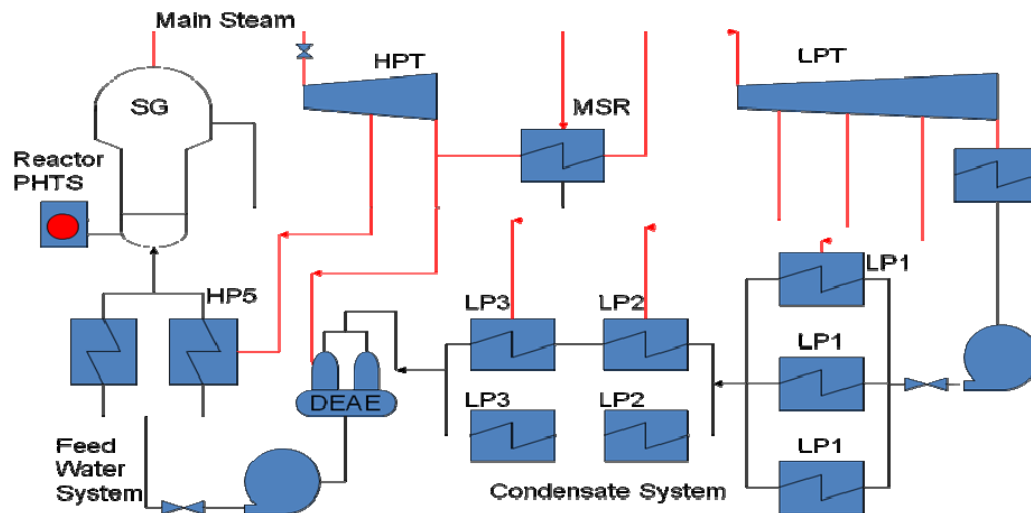 Main Steam
HPT
LPT
SG
MSR
Reactor
PHTS
LP1
HP5
LP3
LP2
LP1
DEAE
LP3
LP2
LP1
Feed
Water
System
Condensate System